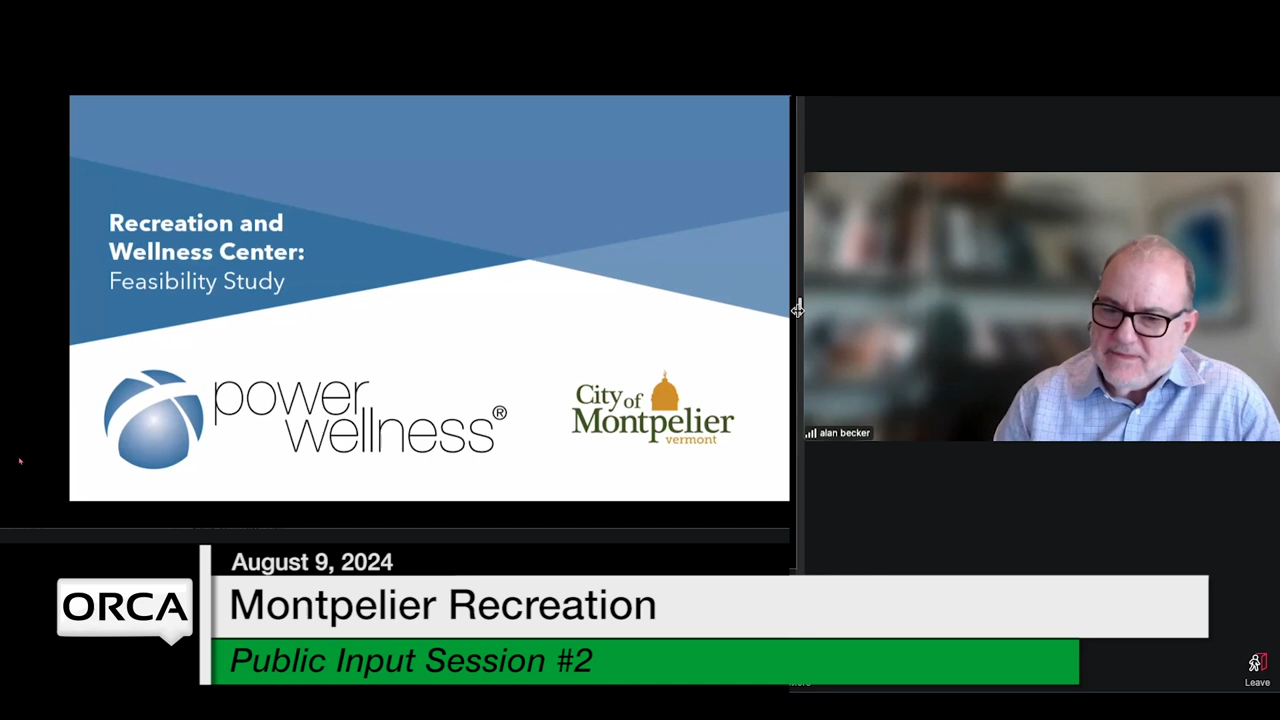 Recreation and
Wellness Center:
Feasibility Study
power
wellness®
City of
Montpelier
vermont
alan becker
August 9, 2024
ORCA
Montpelier Recreation
Public Input Session #2
Leave